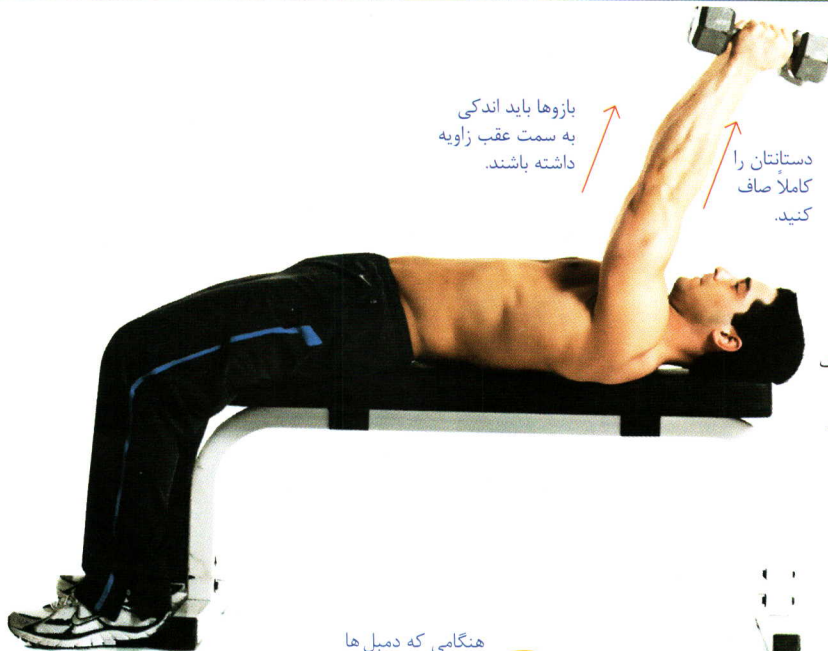 بازوها باید اندکی
به سمت عقب زاویه
داشته باشند.
دستانتان را
کاملاً صاف
کنید.
هنگامی که دمبل‌ها